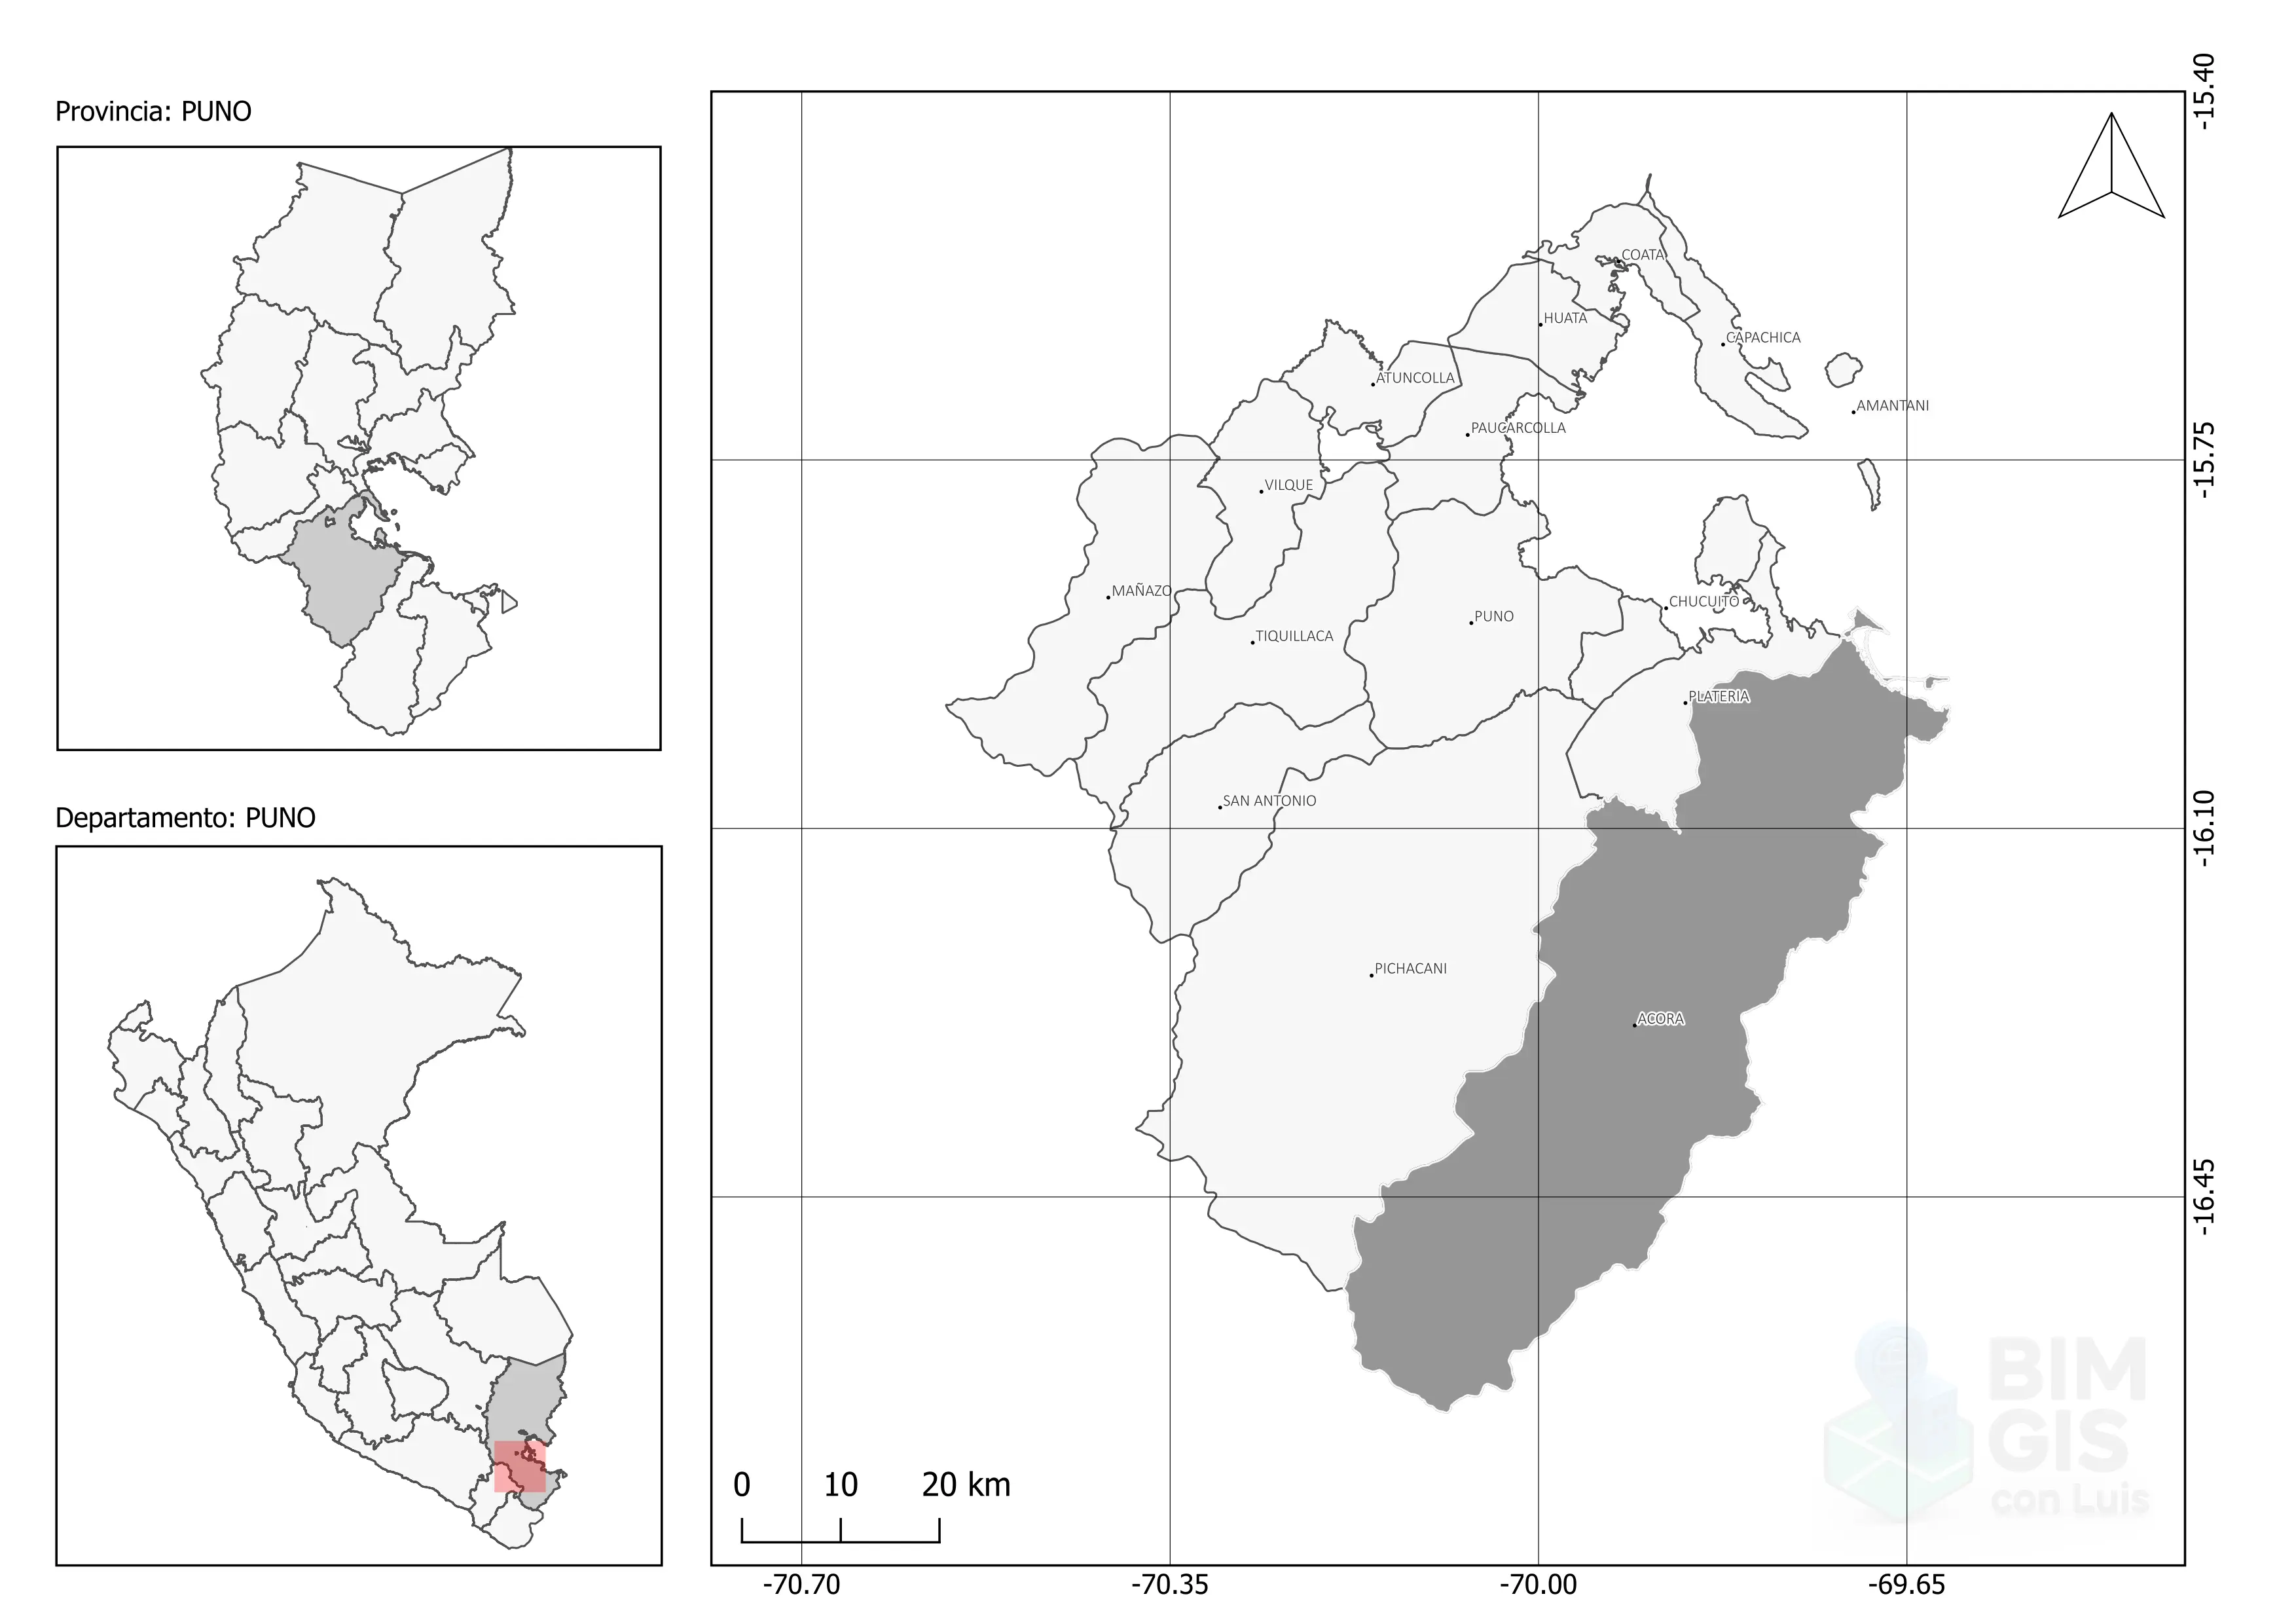 Provincia: PUNO
Departamento: PUNO
COATA
HUATA
CAPACHICA
ATUNCOLLA
AMANTANI
PAUCARCOLLA
VILQUE
MAÑAZO
CHUCUITO
PUNO
TIQUILLACA
PLATERIA
SAN ANTONIO
PICHACANI
ACORA
0 10 20 km
-15.40
-15.75
-16.10
-16.45
-70.70 -70.35 -70.00 -69.65
BIM
GIS
con Luis